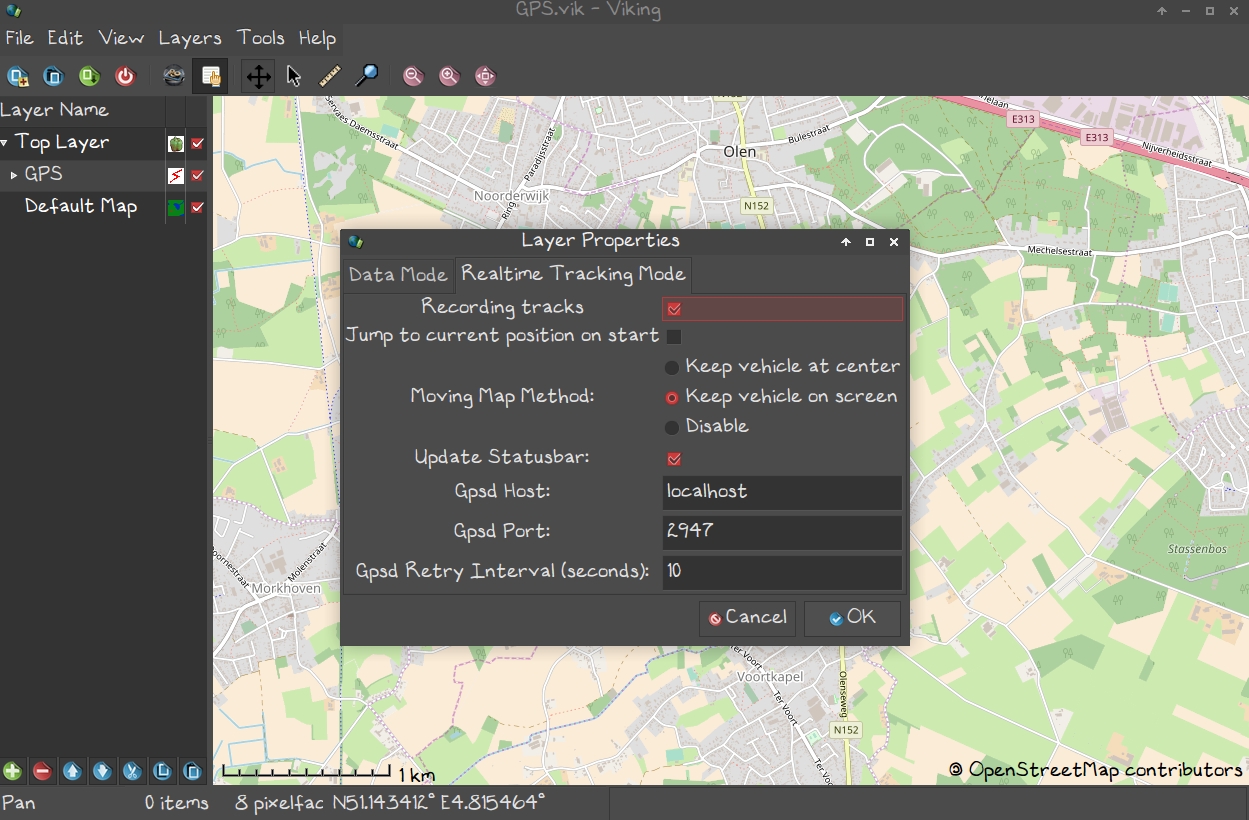 GPS.vik - Viking
File Edit View Layers Tools Help
Layer Name
Top Layer
GPS
Default Map
Servaes Daemsstraat
Paradijsstraat
Noorderwijk
Ring
Olen
Bulestraat
N152
E313
E313
Nijverheidsstraat
Mechelsestraat
Stassenbos
Molenstraat
Morkhoven
Layer Properties
Data Mode
Realtime Tracking Mode
Recording tracks
Jump to current position on start
Keep vehicle at center
Moving Map Method:
Keep vehicle on screen
Disable
Update Statusbar:
Gpsd Host:
localhost
Gpsd Port:
2947
Gpsd Retry Interval (seconds):
10
Cancel
OK
Ter Voort
Voortkapel
Ter Voort
Olenseweg
N152
1 km
© OpenStreetMap contributors
Pan
0 items
8 pixelfac N51.143412° E4.815464°